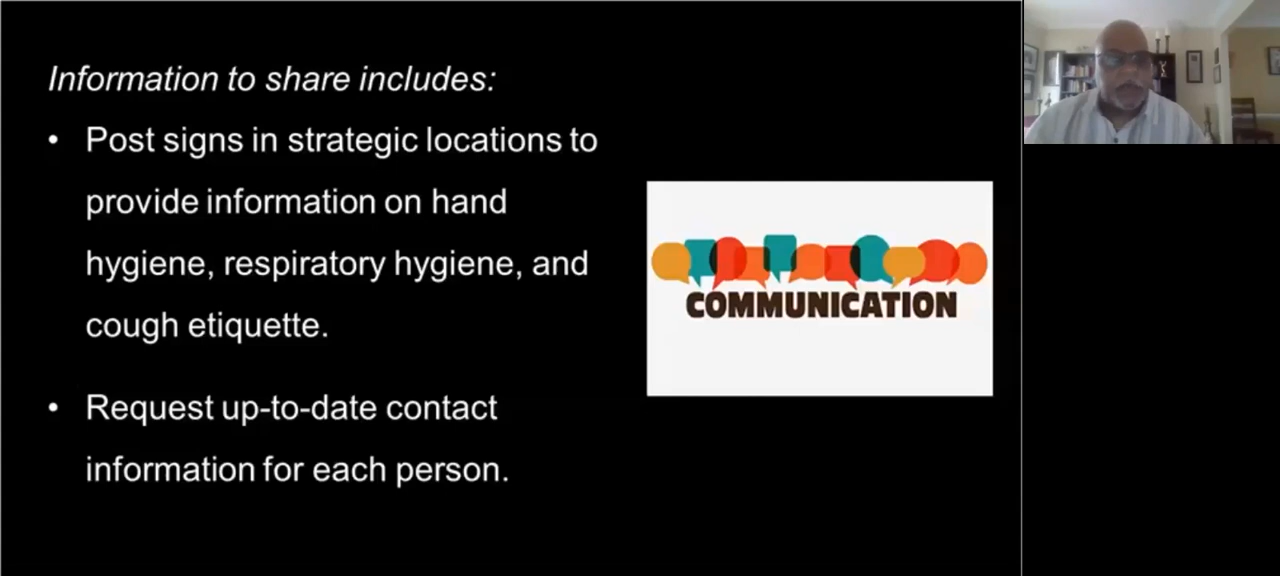 Information to share includes:
• Post signs in strategic locations to
provide information on hand
hygiene, respiratory hygiene, and
cough etiquette.
• Request up-to-date contact
information for each person.
COMMUNICATION